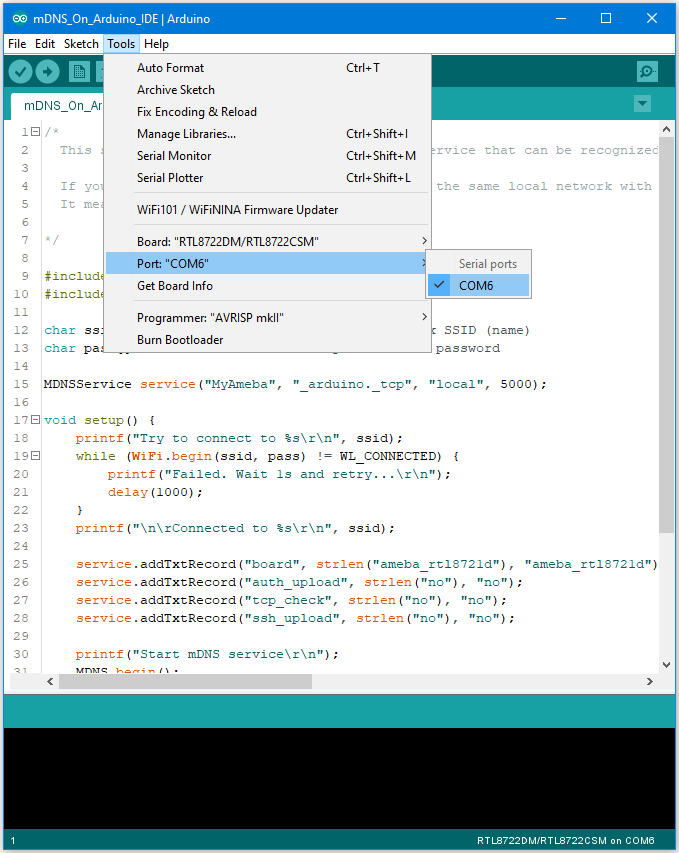 mDNS_On_Arduino_IDE | Arduino
File Edit Sketch Tools Help
mDNS_On_Ar
Auto Format Ctrl+T
Archive Sketch
Fix Encoding & Reload
Manage Libraries... Ctrl+Shift+I
Serial Monitor Ctrl+Shift+M
Serial Plotter Ctrl+Shift+L
WiFi101 / WiFiNINA Firmware Updater
Board: "RTL8722DM/RTL8722CSM"
Port: "COM6"
Get Board Info
Programmer: "AVRISP mkII"
Burn Bootloader
Serial ports
COM6
1 /*
2 This s ervice that can be recognized
3
4 If you the same local network with
5 It mea
6
7 */
8
9 #include
10 #include
11
12 char ssi k SSID (name)
13 char pas password
14
15 MDNSService service("MyAmeba", "_arduino._tcp", "local", 5000);
16
17 void setup() {
18 printf("Try to connect to %s\r\n", ssid);
19 while (WiFi.begin(ssid, pass) != WL_CONNECTED) {
20 printf("Failed. Wait 1s and retry...\r\n");
21 delay(1000);
22 }
23 printf("\n\rConnected to %s\r\n", ssid);
24
25 service.addTxtRecord("board", strlen("ameba_rtl8721d"), "ameba_rtl8721d")
26 service.addTxtRecord("auth_upload", strlen("no"), "no");
27 service.addTxtRecord("tcp_check", strlen("no"), "no");
28 service.addTxtRecord("ssh_upload", strlen("no"), "no");
29
30 printf("Start mDNS service\r\n");
31 MDNS.begin();
1 RTL8722DM/RTL8722CSM on COM6